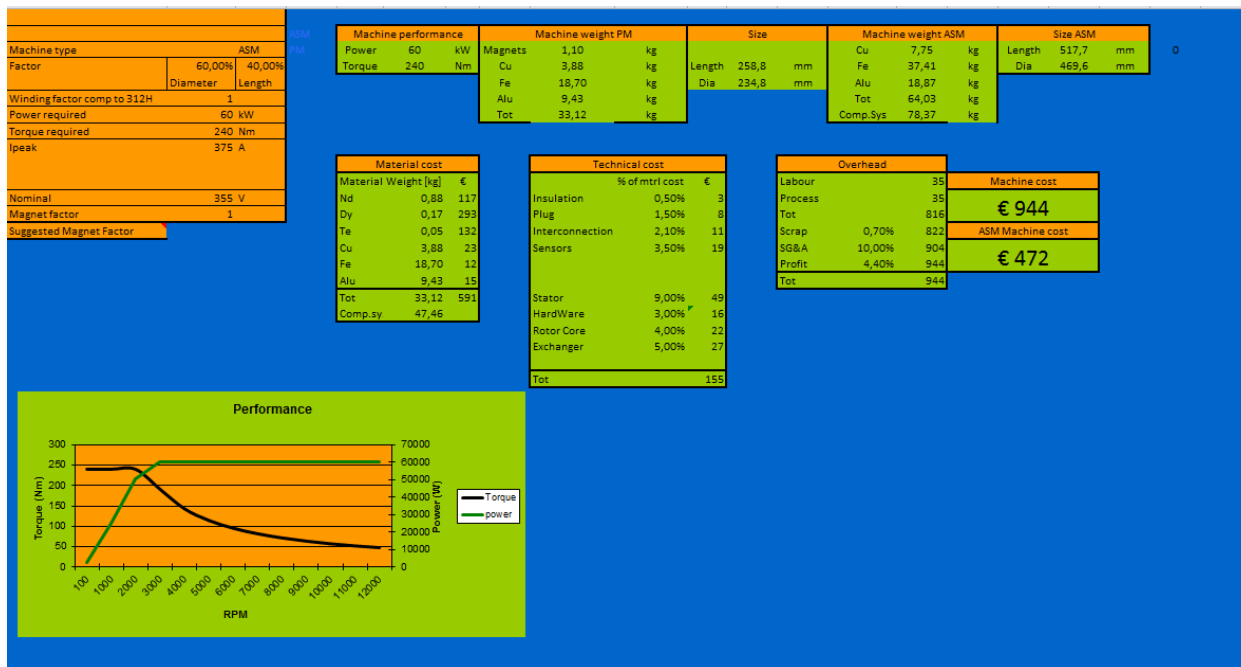 ASM
PM
Machine type ASM
Factor 60,00% 40,00%
Diameter Length
Winding factor comp to 312H 1
Power required 60 kW
Torque required 240 Nm
Ipeak 375 A
Nominal 355 V
Magnet factor 1
Suggested Magnet Factor
Machine performance
Power 60 kW
Torque 240 Nm
Machine weight PM
Magnets 1,10 kg
Cu 3,88 kg
Fe 18,70 kg
Alu 9,43 kg
Tot 33,12 kg
Size
Length 258,8 mm
Dia 234,8 mm
Machine weight ASM
Cu 7,75 kg
Fe 37,41 kg
Alu 18,87 kg
Tot 64,03 kg
Comp.Sys 78,37 kg
Size ASM
Length 517,7 mm
Dia 469,6 mm
0
Material cost
Material Weight [kg] €
Nd 0,88 117
Dy 0,17 293
Te 0,05 132
Cu 3,88 23
Fe 18,70 12
Alu 9,43 15
Tot 33,12 591
Comp.sy 47,46
Technical cost
% of mtrl cost €
Insulation 0,50% 3
Plug 1,50% 8
Interconnection 2,10% 11
Sensors 3,50% 19
Stator 9,00% 49
HardWare 3,00% 16
Rotor Core 4,00% 22
Exchanger 5,00% 27
Tot 155
Overhead
Labour 35
Process 35
Tot 816
Scrap 0,70% 822
SG&A 10,00% 904
Profit 4,40% 944
Tot 944
Machine cost
€ 944
ASM Machine cost
€ 472
Performance
300
250
200
150
100
50
0
Torque (Nm)
70000
60000
50000
40000
30000
20000
10000
0
Power (W)
Torque
power
100 1000 2000 3000 4000 5000 6000 7000 8000 9000 10000 11000 12000
RPM